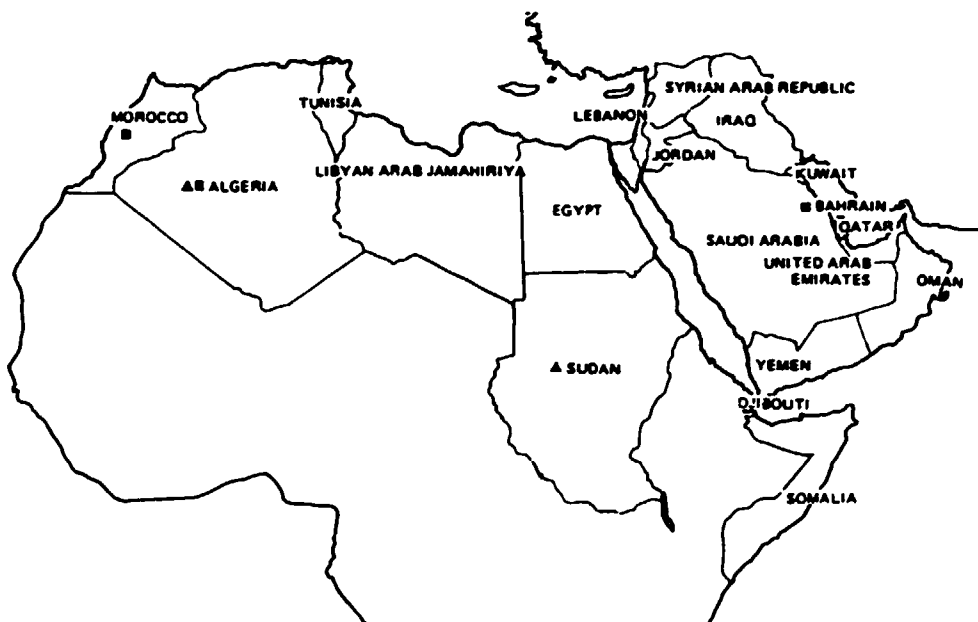 SYRIAN ARAB REPUBLIC
TUNISIA
MOROCCO
LEBANON
IRAQ
JORDAN
LIBYAN ARAB JAMAHIRIYA
KUWAIT
ALGERIA
BAHRAIN
EGYPT
QATAR
SAUDI ARABIA
UNITED ARAB
EMIRATES
OMAN
YEMEN
SUDAN
DJIBOUTI
SOMALIA